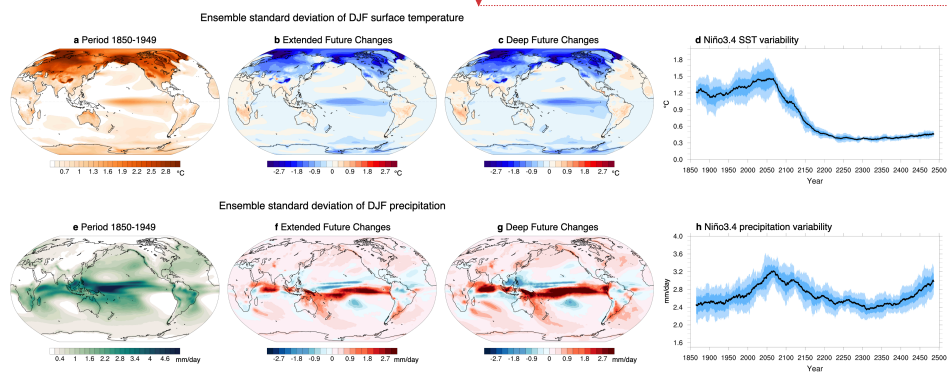 Ensemble standard deviation of DJF surface temperature
a Period 1850-1949
b Extended Future Changes
c Deep Future Changes
d Niño3.4 SST variability
0.7 1 1.3 1.6 1.9 2.2 2.5 2.8
°C
-2.7 -1.8 -0.9 0 0.9 1.8 2.7
°C
-2.7 -1.8 -0.9 0 0.9 1.8 2.7
°C
1.8
1.5
1.2
0.9
0.6
0.3
0.0
°C
1850 1900 1950 2000 2050 2100 2150 2200 2250 2300 2350 2400 2450 2500
Year
Ensemble standard deviation of DJF precipitation
e Period 1850-1949
f Extended Future Changes
g Deep Future Changes
h Niño3.4 precipitation variability
0.4 1 1.6 2.2 2.8 3.4 4 4.6
mm/day
-2.7 -1.8 -0.9 0 0.9 1.8 2.7
mm/day
-2.7 -1.8 -0.9 0 0.9 1.8 2.7
mm/day
4.0
3.6
3.2
2.8
2.4
2.0
1.6
mm/day
1850 1900 1950 2000 2050 2100 2150 2200 2250 2300 2350 2400 2450 2500
Year